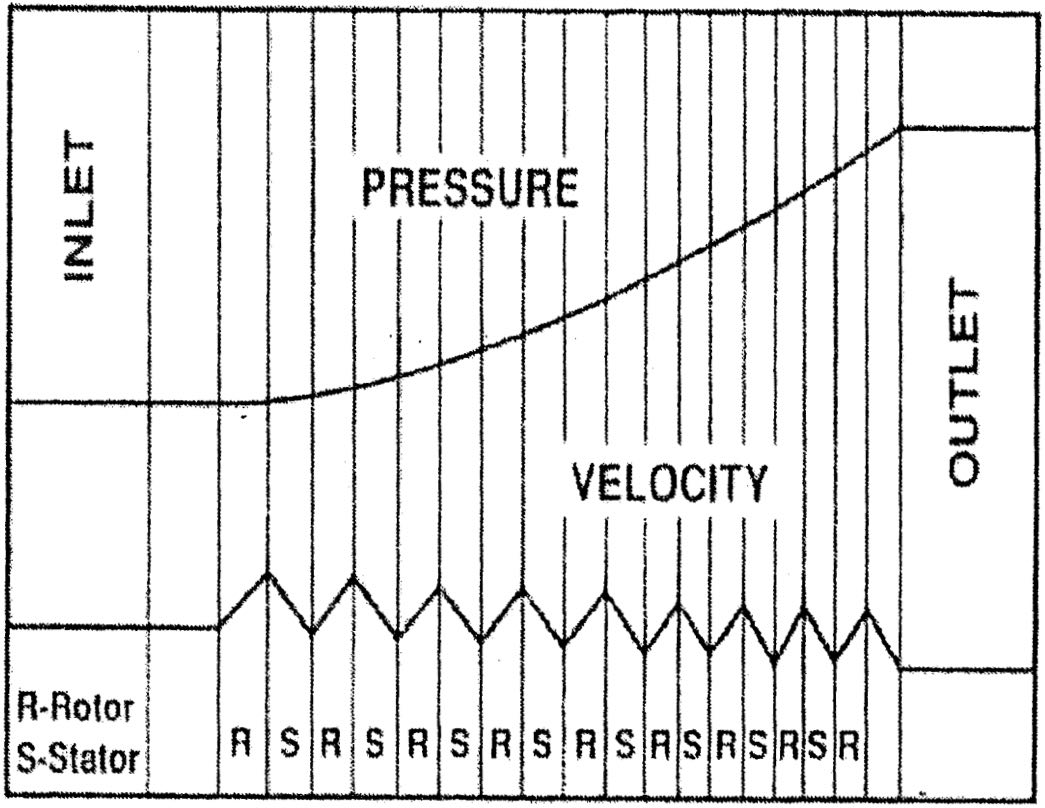 INLET
PRESSURE
VELOCITY
OUTLET
R-Rotor
S-Stator
R S R S R S R S R S R S R S R S R